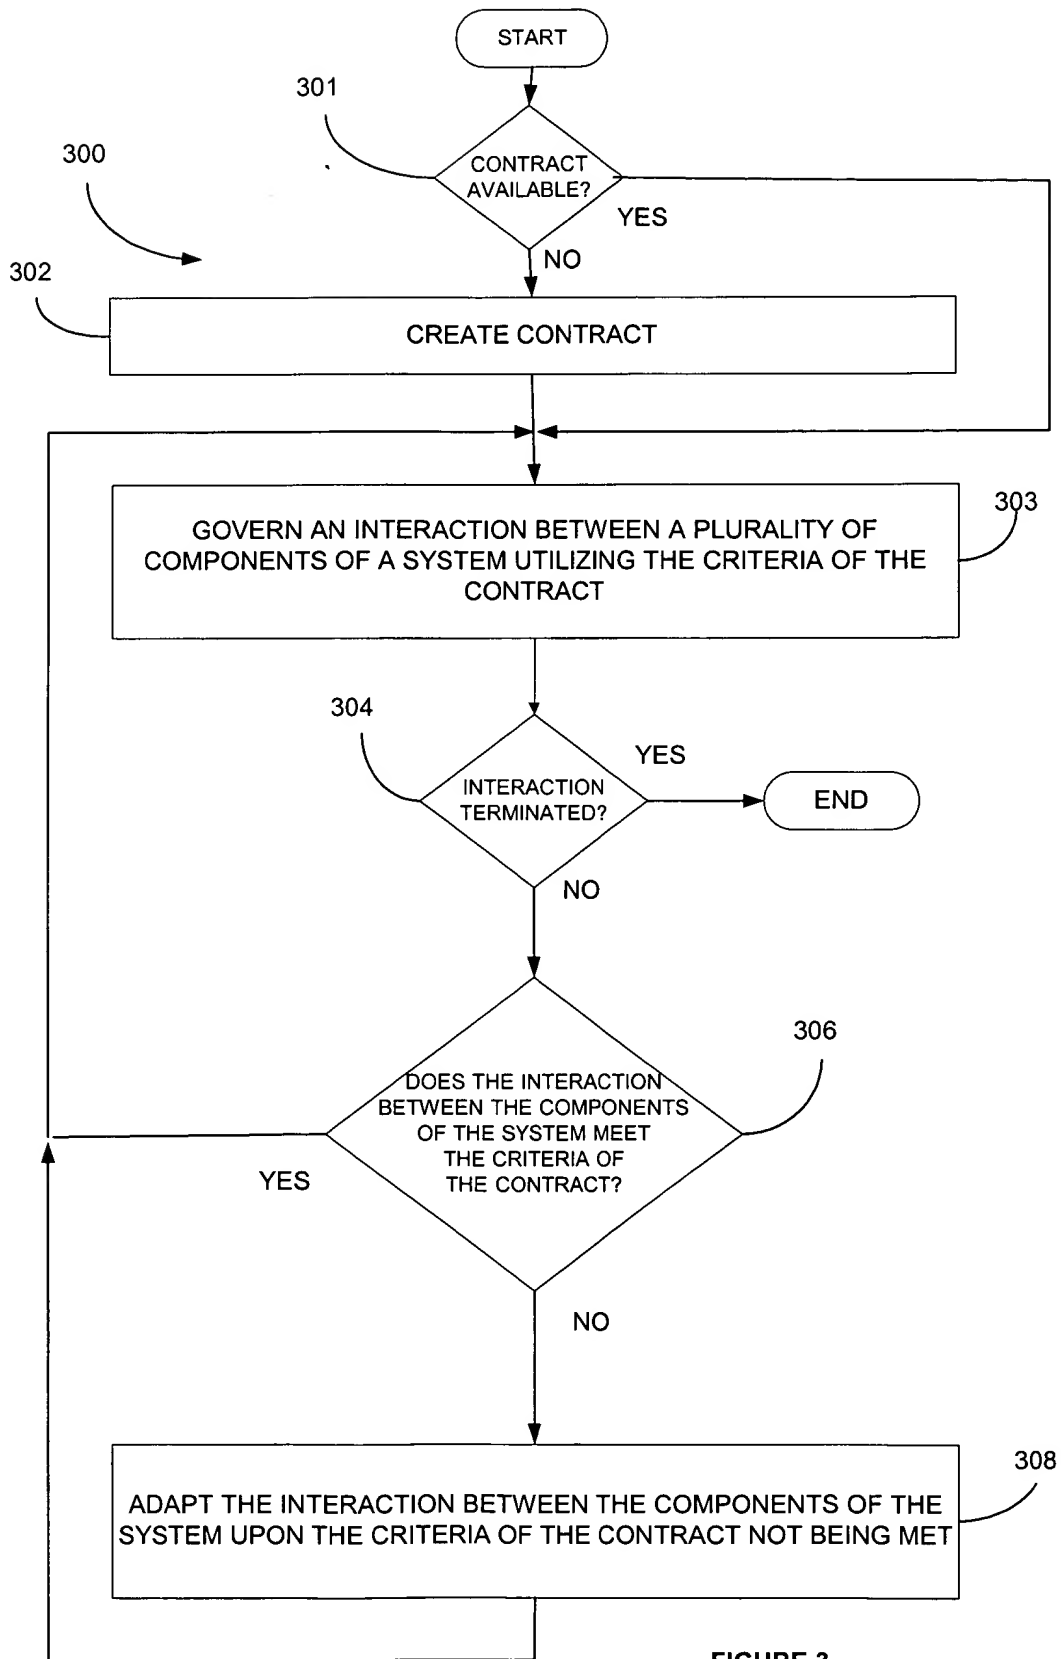 START
301
CONTRACT
AVAILABLE?
300
YES
NO
302
CREATE CONTRACT
303
GOVERN AN INTERACTION BETWEEN A PLURALITY OF
COMPONENTS OF A SYSTEM UTILIZING THE CRITERIA OF THE
CONTRACT
304
YES
INTERACTION
TERMINATED?
END
NO
306
DOES THE INTERACTION
BETWEEN THE COMPONENTS
OF THE SYSTEM MEET
THE CRITERIA OF
THE CONTRACT?
YES
NO
308
ADAPT THE INTERACTION BETWEEN THE COMPONENTS OF THE
SYSTEM UPON THE CRITERIA OF THE CONTRACT NOT BEING MET
FIGURE 3